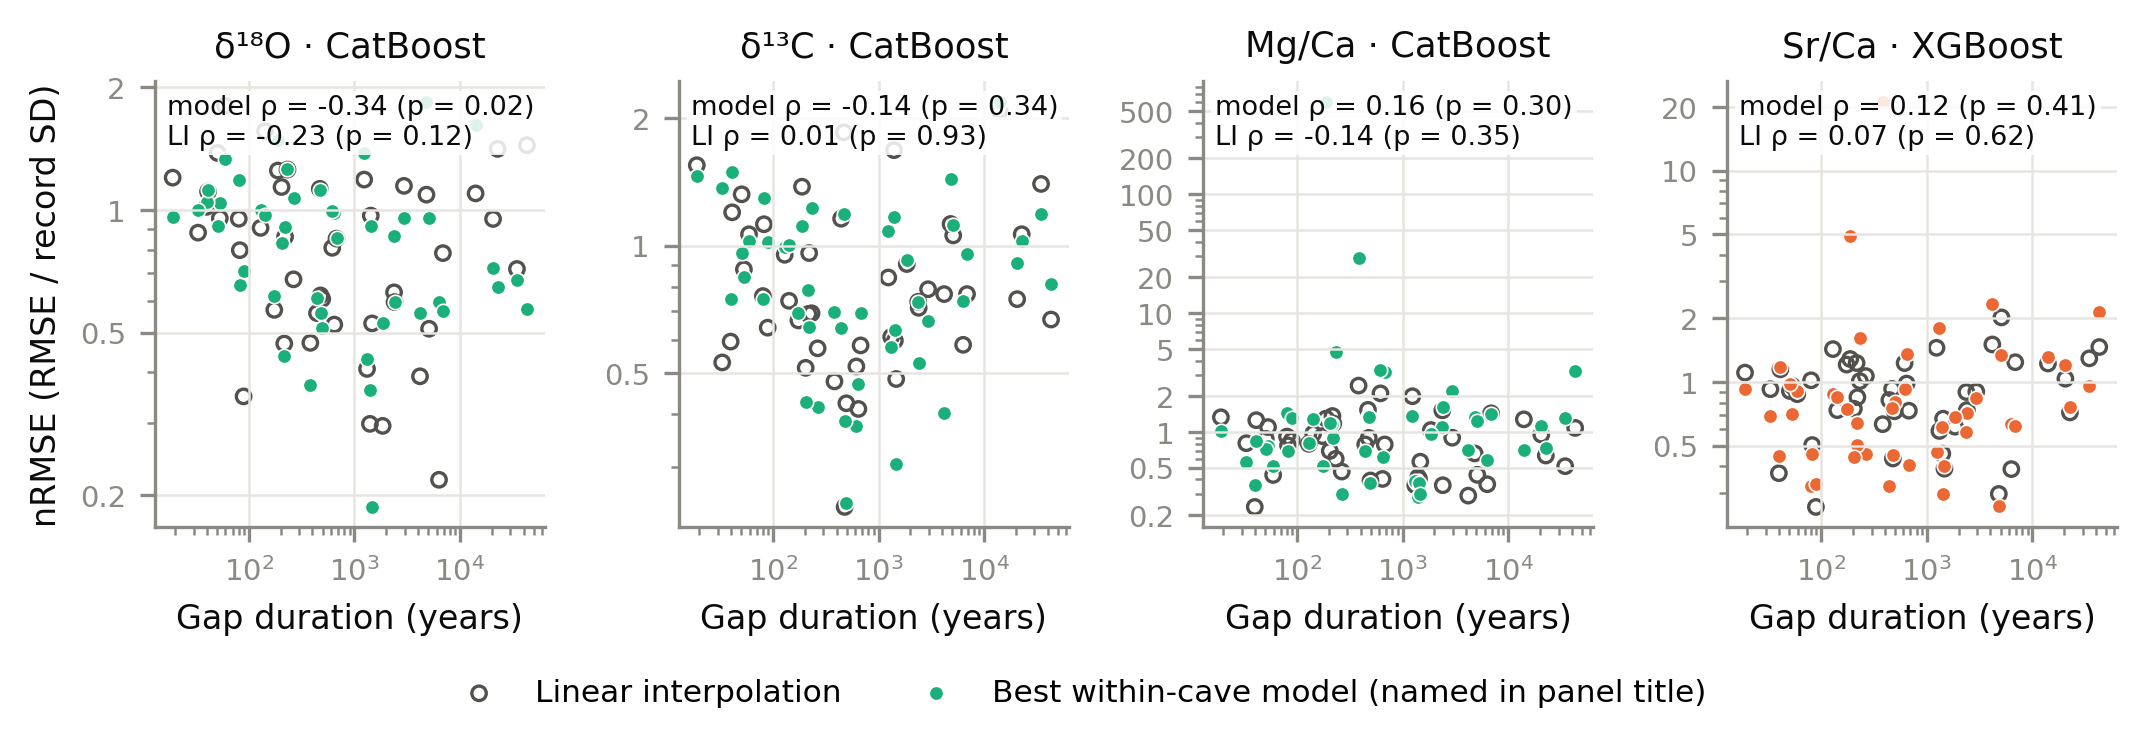 δ¹⁸O · CatBoost
δ¹³C · CatBoost
Mg/Ca · CatBoost
Sr/Ca · XGBoost
nRMSE (RMSE / record SD)
model ρ = -0.34 (p = 0.02)
LI ρ = -0.23 (p = 0.12)
2
1
0.5
0.2
10²
10³
10⁴
Gap duration (years)
model ρ = -0.14 (p = 0.34)
LI ρ = 0.01 (p = 0.93)
2
1
0.5
10²
10³
10⁴
Gap duration (years)
model ρ = 0.16 (p = 0.30)
LI ρ = -0.14 (p = 0.35)
500
200
100
50
20
10
5
2
1
0.5
0.2
10²
10³
10⁴
Gap duration (years)
model ρ = 0.12 (p = 0.41)
LI ρ = 0.07 (p = 0.62)
20
10
5
2
1
0.5
10²
10³
10⁴
Gap duration (years)
Linear interpolation
Best within-cave model (named in panel title)